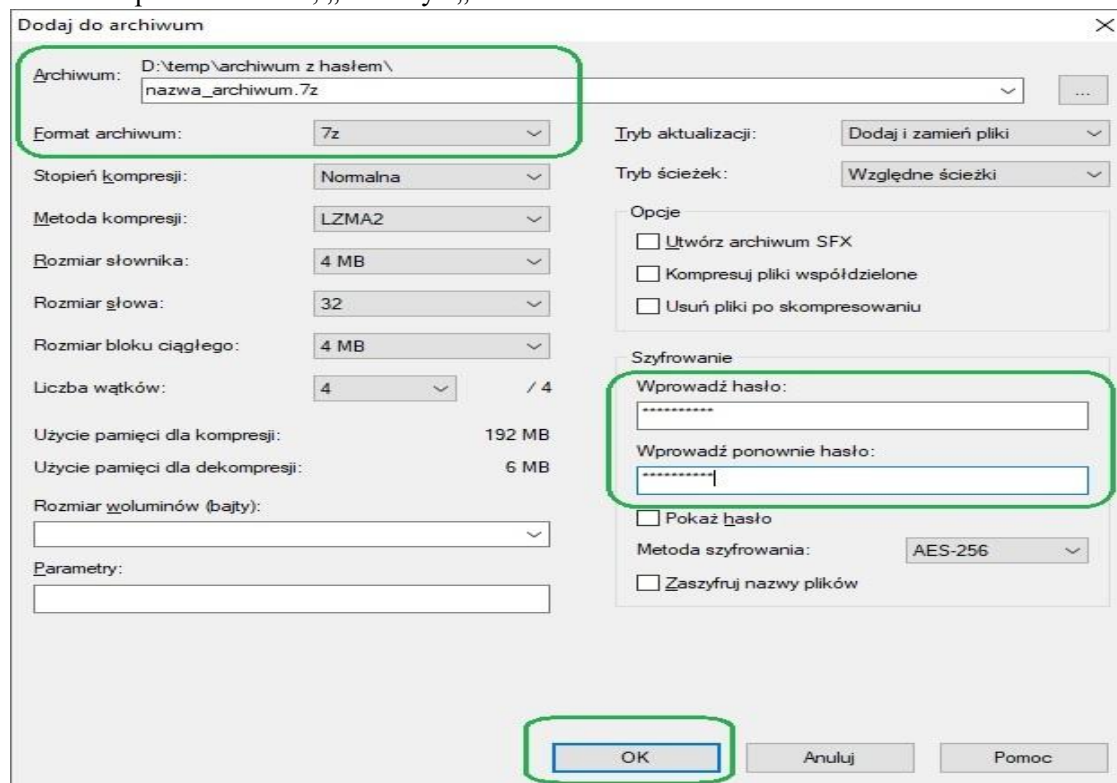 Dodaj do archiwum
Archiwum:
D:\temp\archiwum z hasłem\
nazwa_archiwum.7z
...
Format archiwum:
7z
Stopień kompresji:
Normalna
Metoda kompresji:
LZMA2
Rozmiar słownika:
4 MB
Rozmiar słowa:
32
Rozmiar bloku ciągłego:
4 MB
Liczba wątków:
4
/ 4
Użycie pamięci dla kompresji:
192 MB
Użycie pamięci dla dekompresji:
6 MB
Rozmiar woluminów (bajty):
Parametry:
Tryb aktualizacji:
Dodaj i zamień pliki
Tryb ścieżek:
Względne ścieżki
Opcje
Utwórz archiwum SFX
Kompresuj pliki współdzielone
Usuń pliki po skompresowaniu
Szyfrowanie
Wprowadź hasło:
**********
Wprowadź ponownie hasło:
**********
Pokaż hasło
Metoda szyfrowania:
AES-256
Zaszyfruj nazwy plików
OK
Anuluj
Pomoc